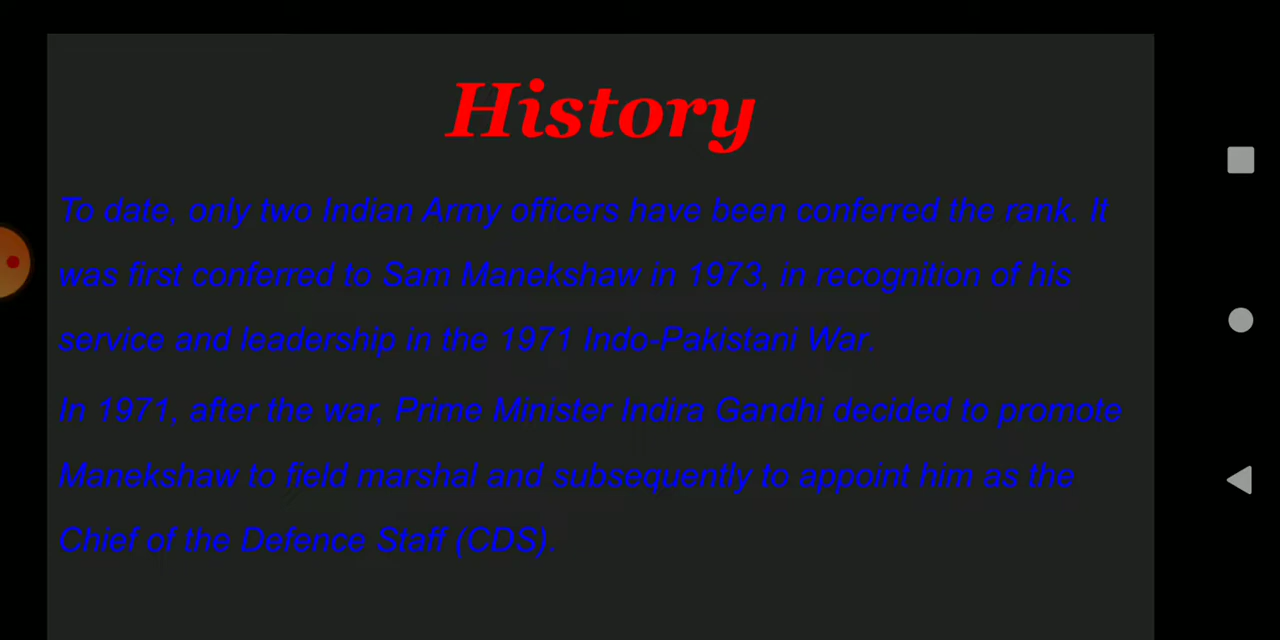 History
To date, only two Indian Army officers have been conferred the rank. It
was first conferred to Sam Manekshaw in 1973, in recognition of his
service and leadership in the 1971 Indo-Pakistani War.
In 1971, after the war, Prime Minister Indira Gandhi decided to promote
Manekshaw to field marshal and subsequently to appoint him as the
Chief of the Defence Staff (CDS).